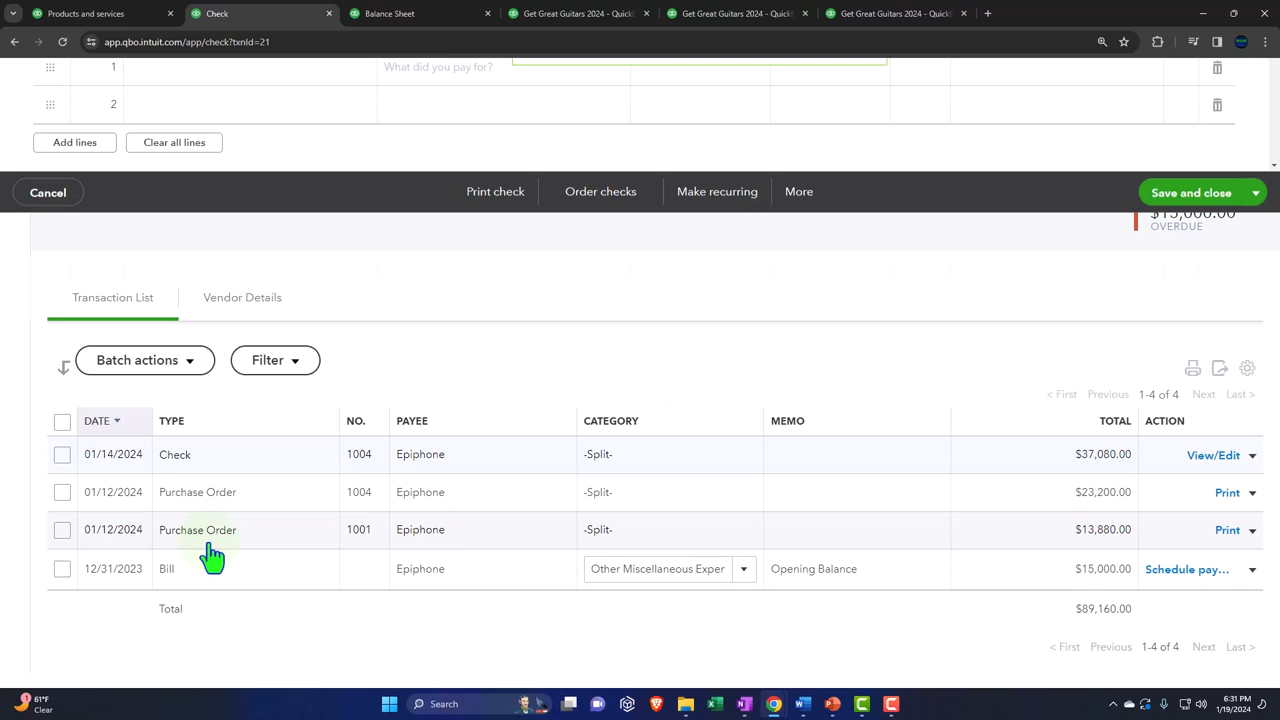 Products and services
Check
Balance Sheet
Get Great Guitars 2024 - QuickB
Get Great Guitars 2024 - QuickB
Get Great Guitars 2024 - QuickB
app.qbo.intuit.com/app/check?txnId=21
1 What did you pay for?
2
Add lines Clear all lines
Cancel Print check Order checks Make recurring More Save and close
$15,000.00
OVERDUE
Transaction List Vendor Details
Batch actions Filter
< First Previous 1-4 of 4 Next Last >
DATE TYPE NO. PAYEE CATEGORY MEMO TOTAL ACTION
01/14/2024 Check 1004 Epiphone -Split- $37,080.00 View/Edit
01/12/2024 Purchase Order 1004 Epiphone -Split- $23,200.00 Print
01/12/2024 Purchase Order 1001 Epiphone -Split- $13,880.00 Print
12/31/2023 Bill Epiphone Other Miscellaneous Exper Opening Balance $15,000.00 Schedule pay...
Total $89,160.00
< First Previous 1-4 of 4 Next Last >
61°F
Clear
Search
6:31 PM
1/19/2024